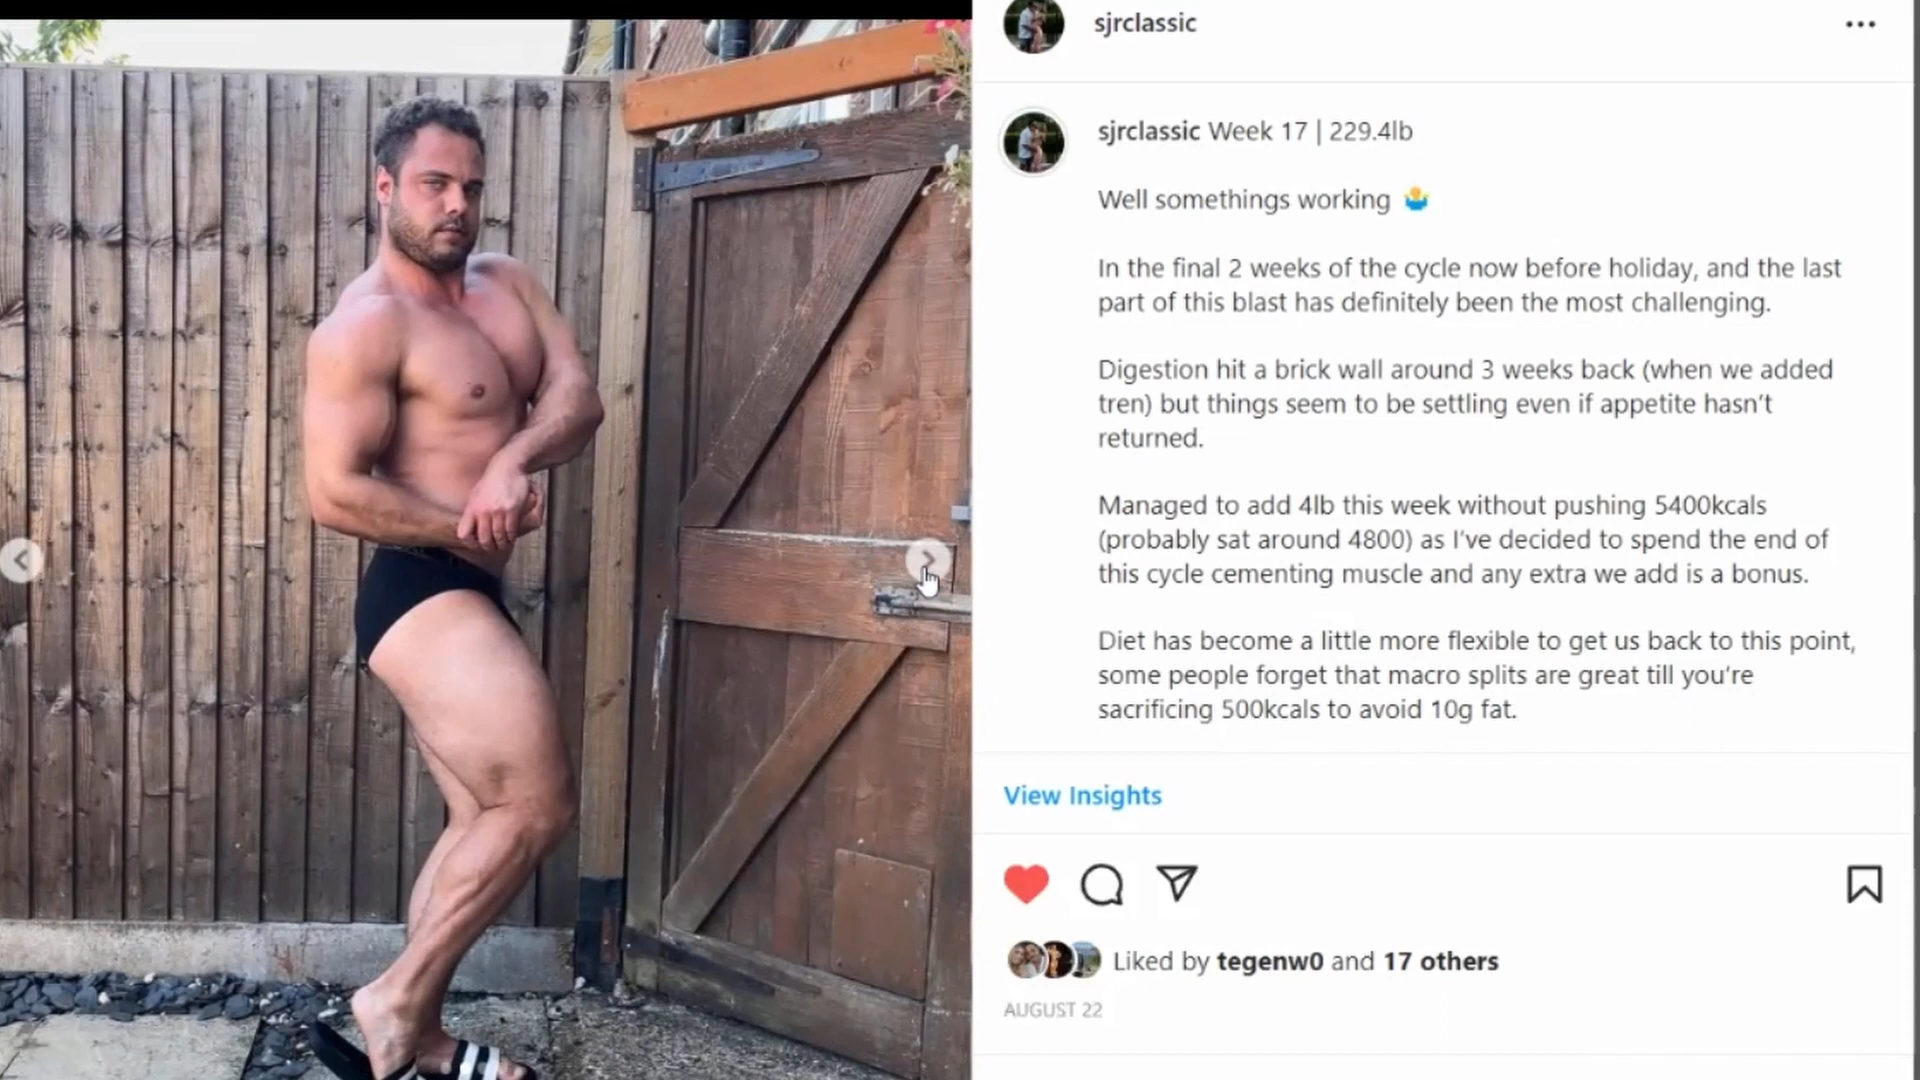 sjrclassic
sjrclassic Week 17 | 229.4lb
Well somethings working 🤷
In the final 2 weeks of the cycle now before holiday, and the last
part of this blast has definitely been the most challenging.
Digestion hit a brick wall around 3 weeks back (when we added
tren) but things seem to be settling even if appetite hasn’t
returned.
Managed to add 4lb this week without pushing 5400kcals
(probably sat around 4800) as I’ve decided to spend the end of
this cycle cementing muscle and any extra we add is a bonus.
Diet has become a little more flexible to get us back to this point,
some people forget that macro splits are great till you’re
sacrificing 500kcals to avoid 10g fat.
View Insights
Liked by tegenw0 and 17 others
AUGUST 22